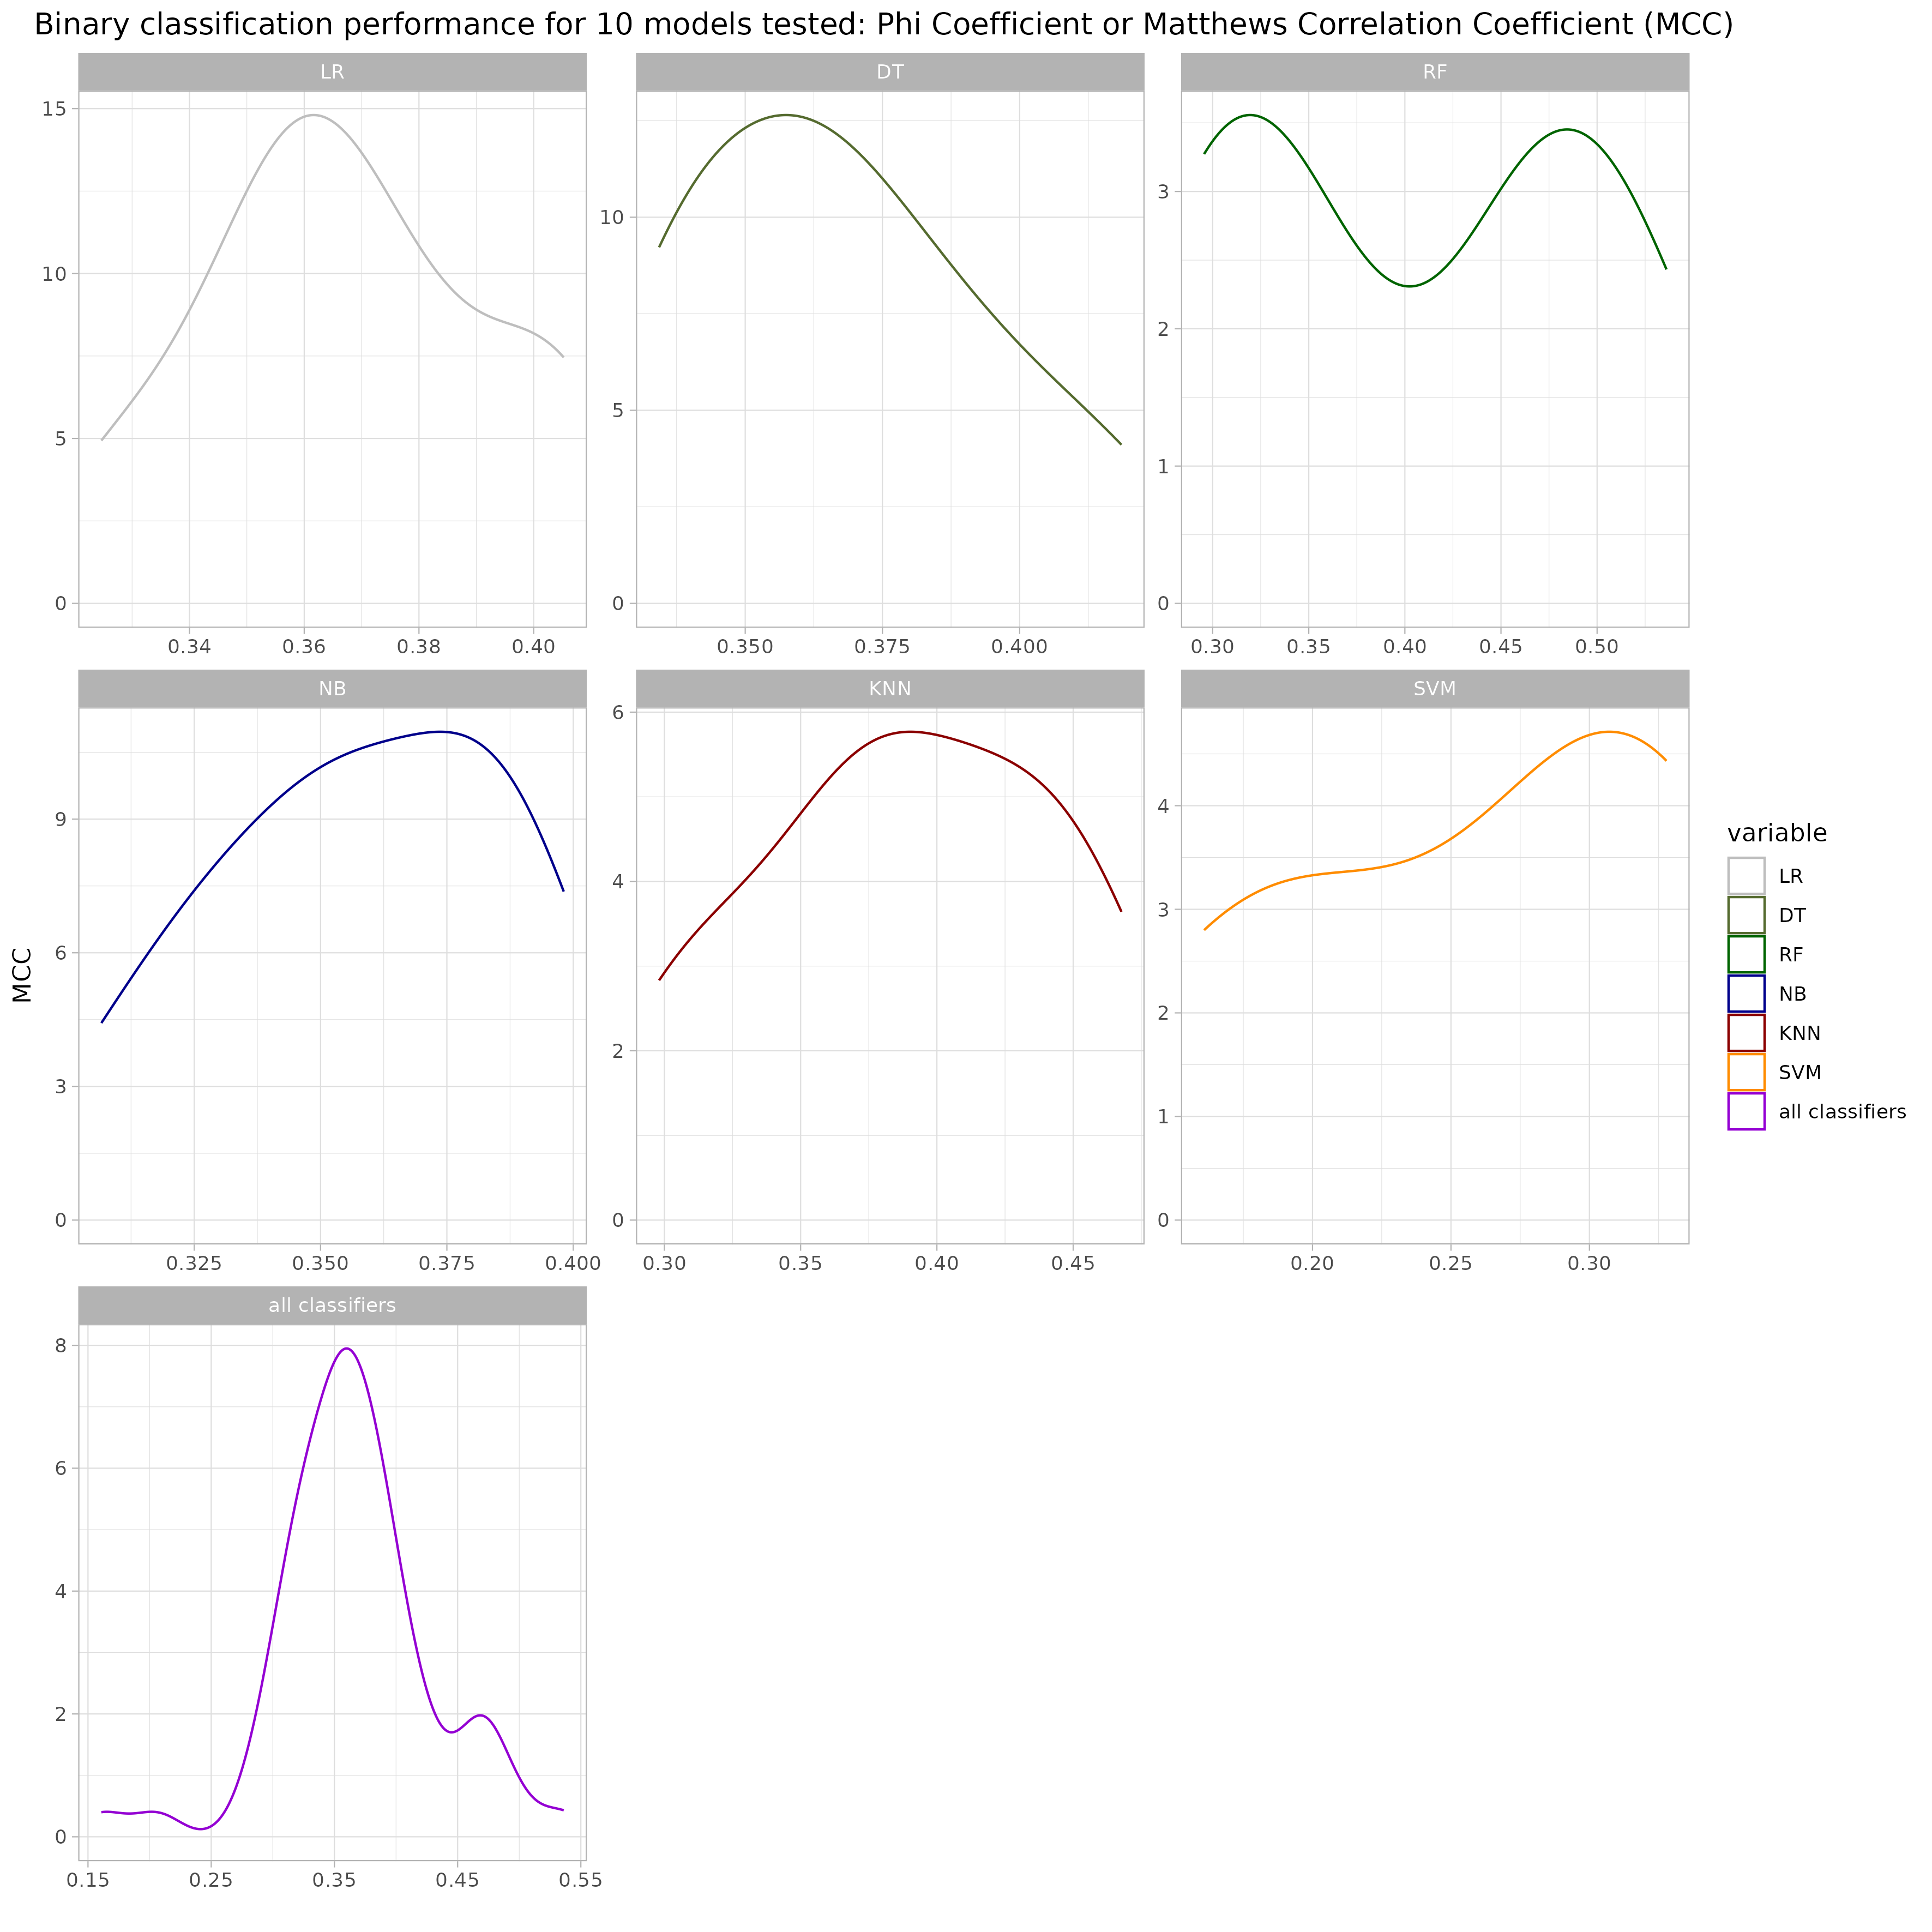 Binary classification performance for 10 models tested: Phi Coefficient or Matthews Correlation Coefficient (MCC)
LR
DT
RF
15
10
5
0
10
5
0
3
2
1
0
0.34 0.36 0.38 0.40
0.350 0.375 0.400
0.30 0.35 0.40 0.45 0.50
NB
KNN
SVM
9
6
3
0
6
4
2
0
4
3
2
1
0
0.325 0.350 0.375 0.400
0.30 0.35 0.40 0.45
0.20 0.25 0.30
MCC
all classifiers
8
6
4
2
0
0.15 0.25 0.35 0.45 0.55
variable
LR
DT
RF
NB
KNN
SVM
all classifiers